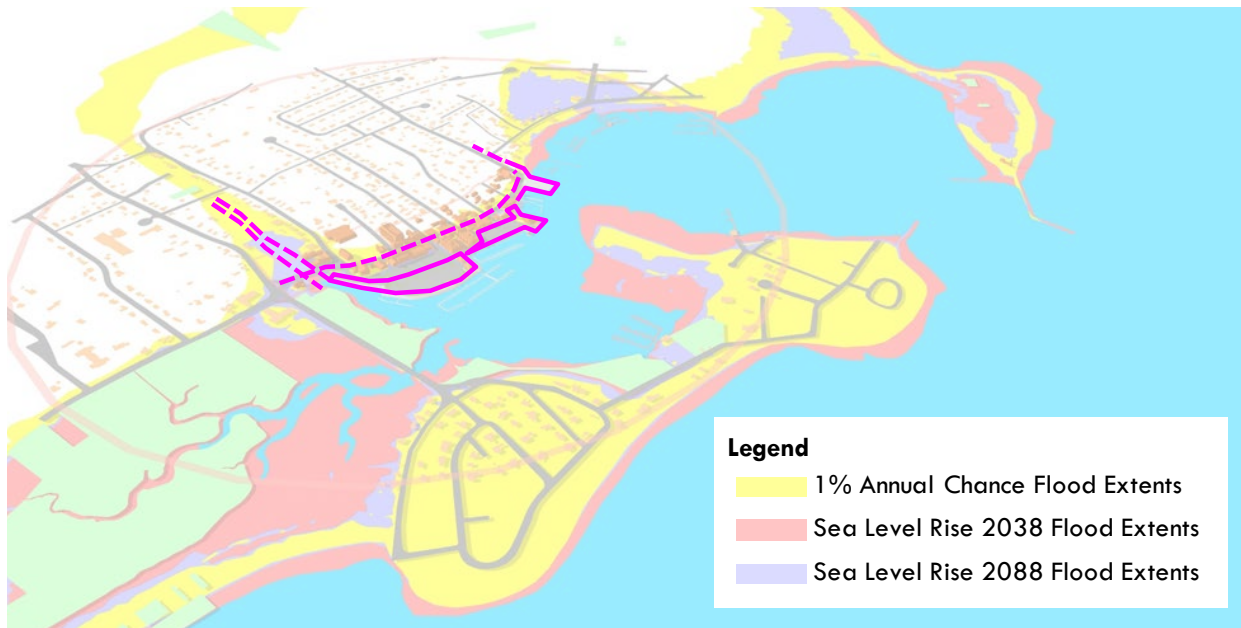 Legend
1% Annual Chance Flood Extents
Sea Level Rise 2038 Flood Extents
Sea Level Rise 2088 Flood Extents